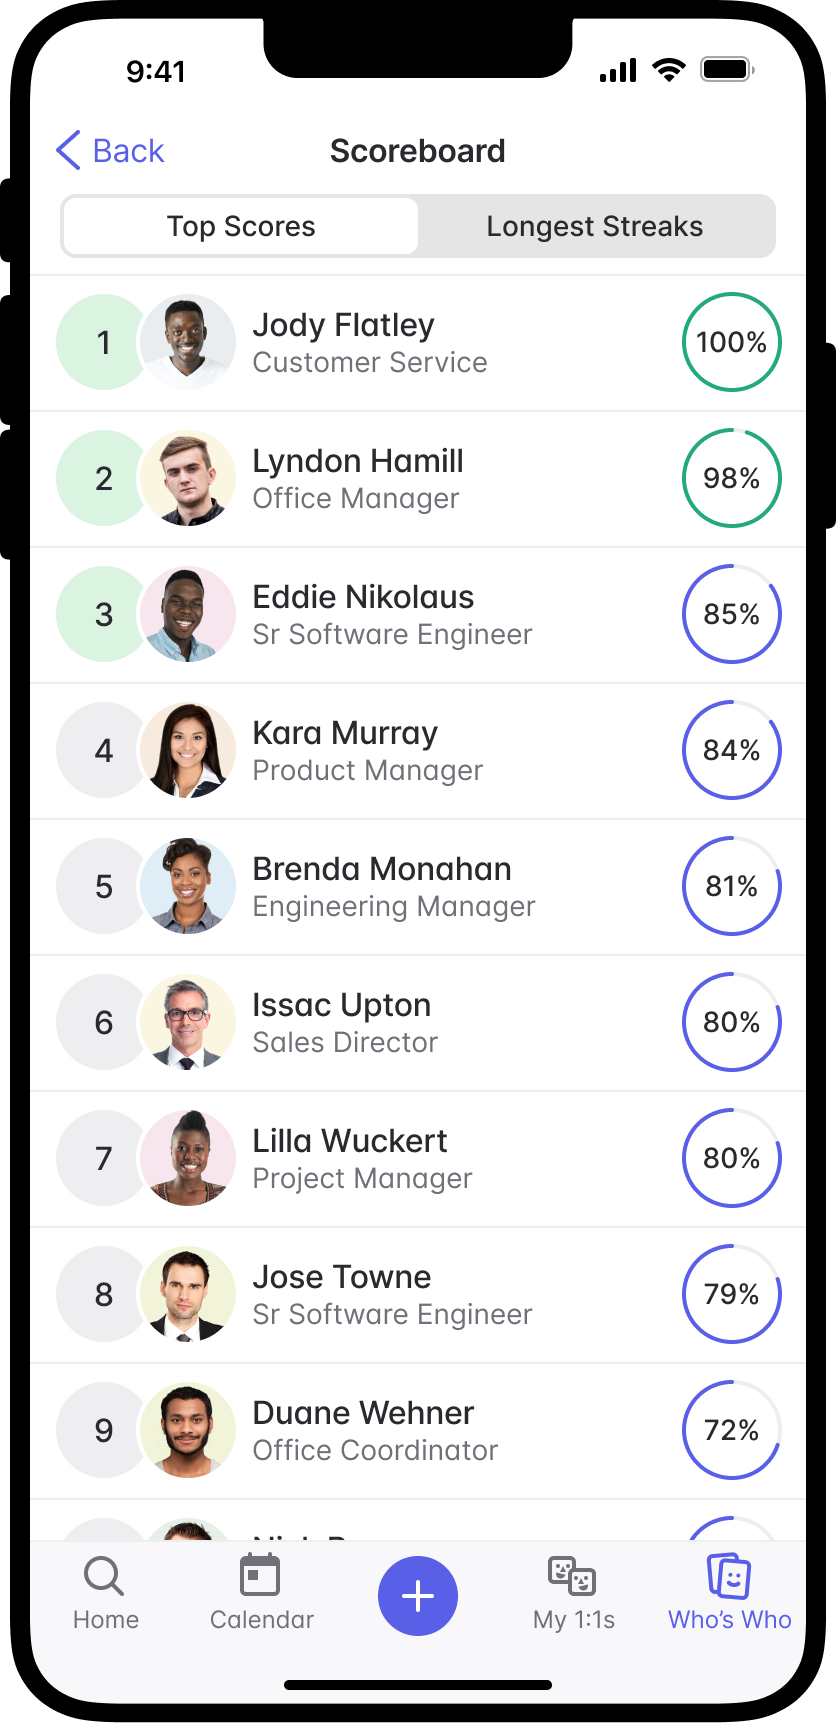 9:41
Back
Scoreboard
Top Scores
Longest Streaks
1
Jody Flatley
Customer Service
100%
2
Lyndon Hamill
Office Manager
98%
3
Eddie Nikolaus
Sr Software Engineer
85%
4
Kara Murray
Product Manager
84%
5
Brenda Monahan
Engineering Manager
81%
6
Issac Upton
Sales Director
80%
7
Lilla Wuckert
Project Manager
80%
8
Jose Towne
Sr Software Engineer
79%
9
Duane Wehner
Office Coordinator
72%
Home
Calendar
My 1:1s
Who's Who